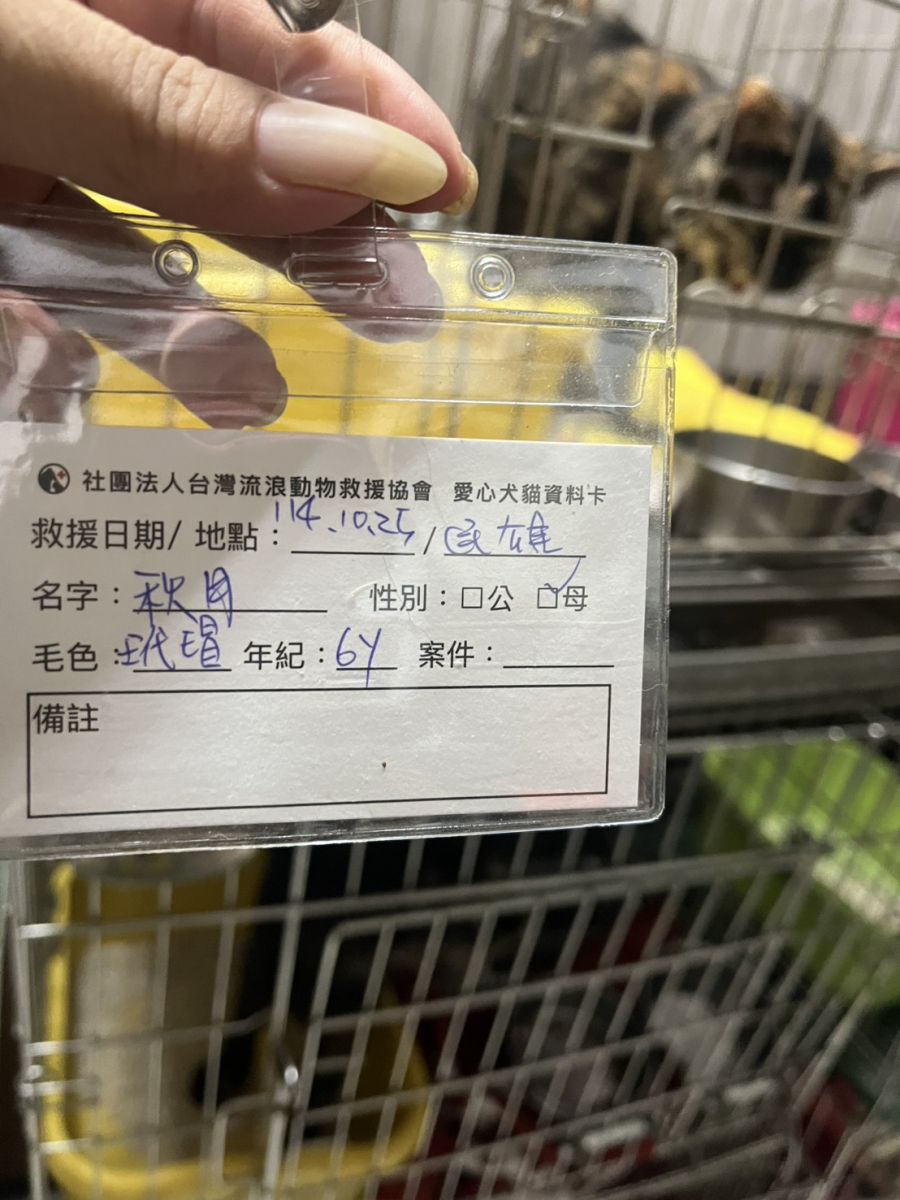 社團法人台灣流浪動物救援協會 愛心犬貓資料卡
救援日期/ 地點：114.10.25/民雄
名字：秋月 性別：□公 ☑母
毛色：玳瑁 年紀：6Y 案件：
備註